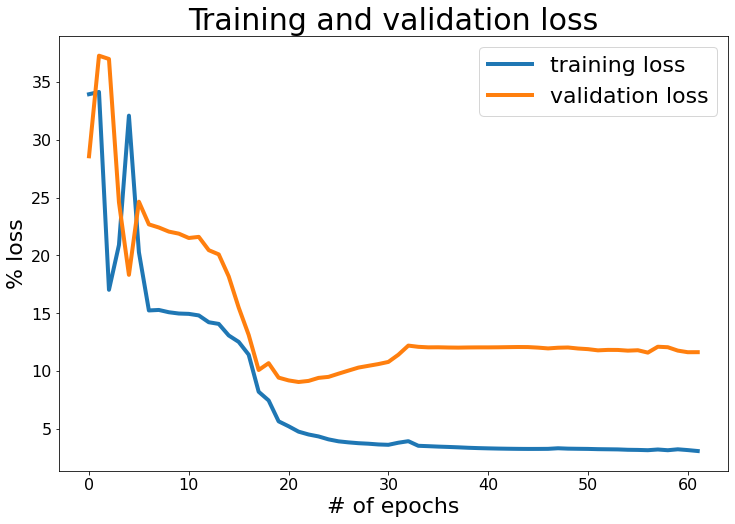 Training and validation loss
training loss
validation loss
% loss
35
30
25
20
15
10
5
0 10 20 30 40 50 60
# of epochs